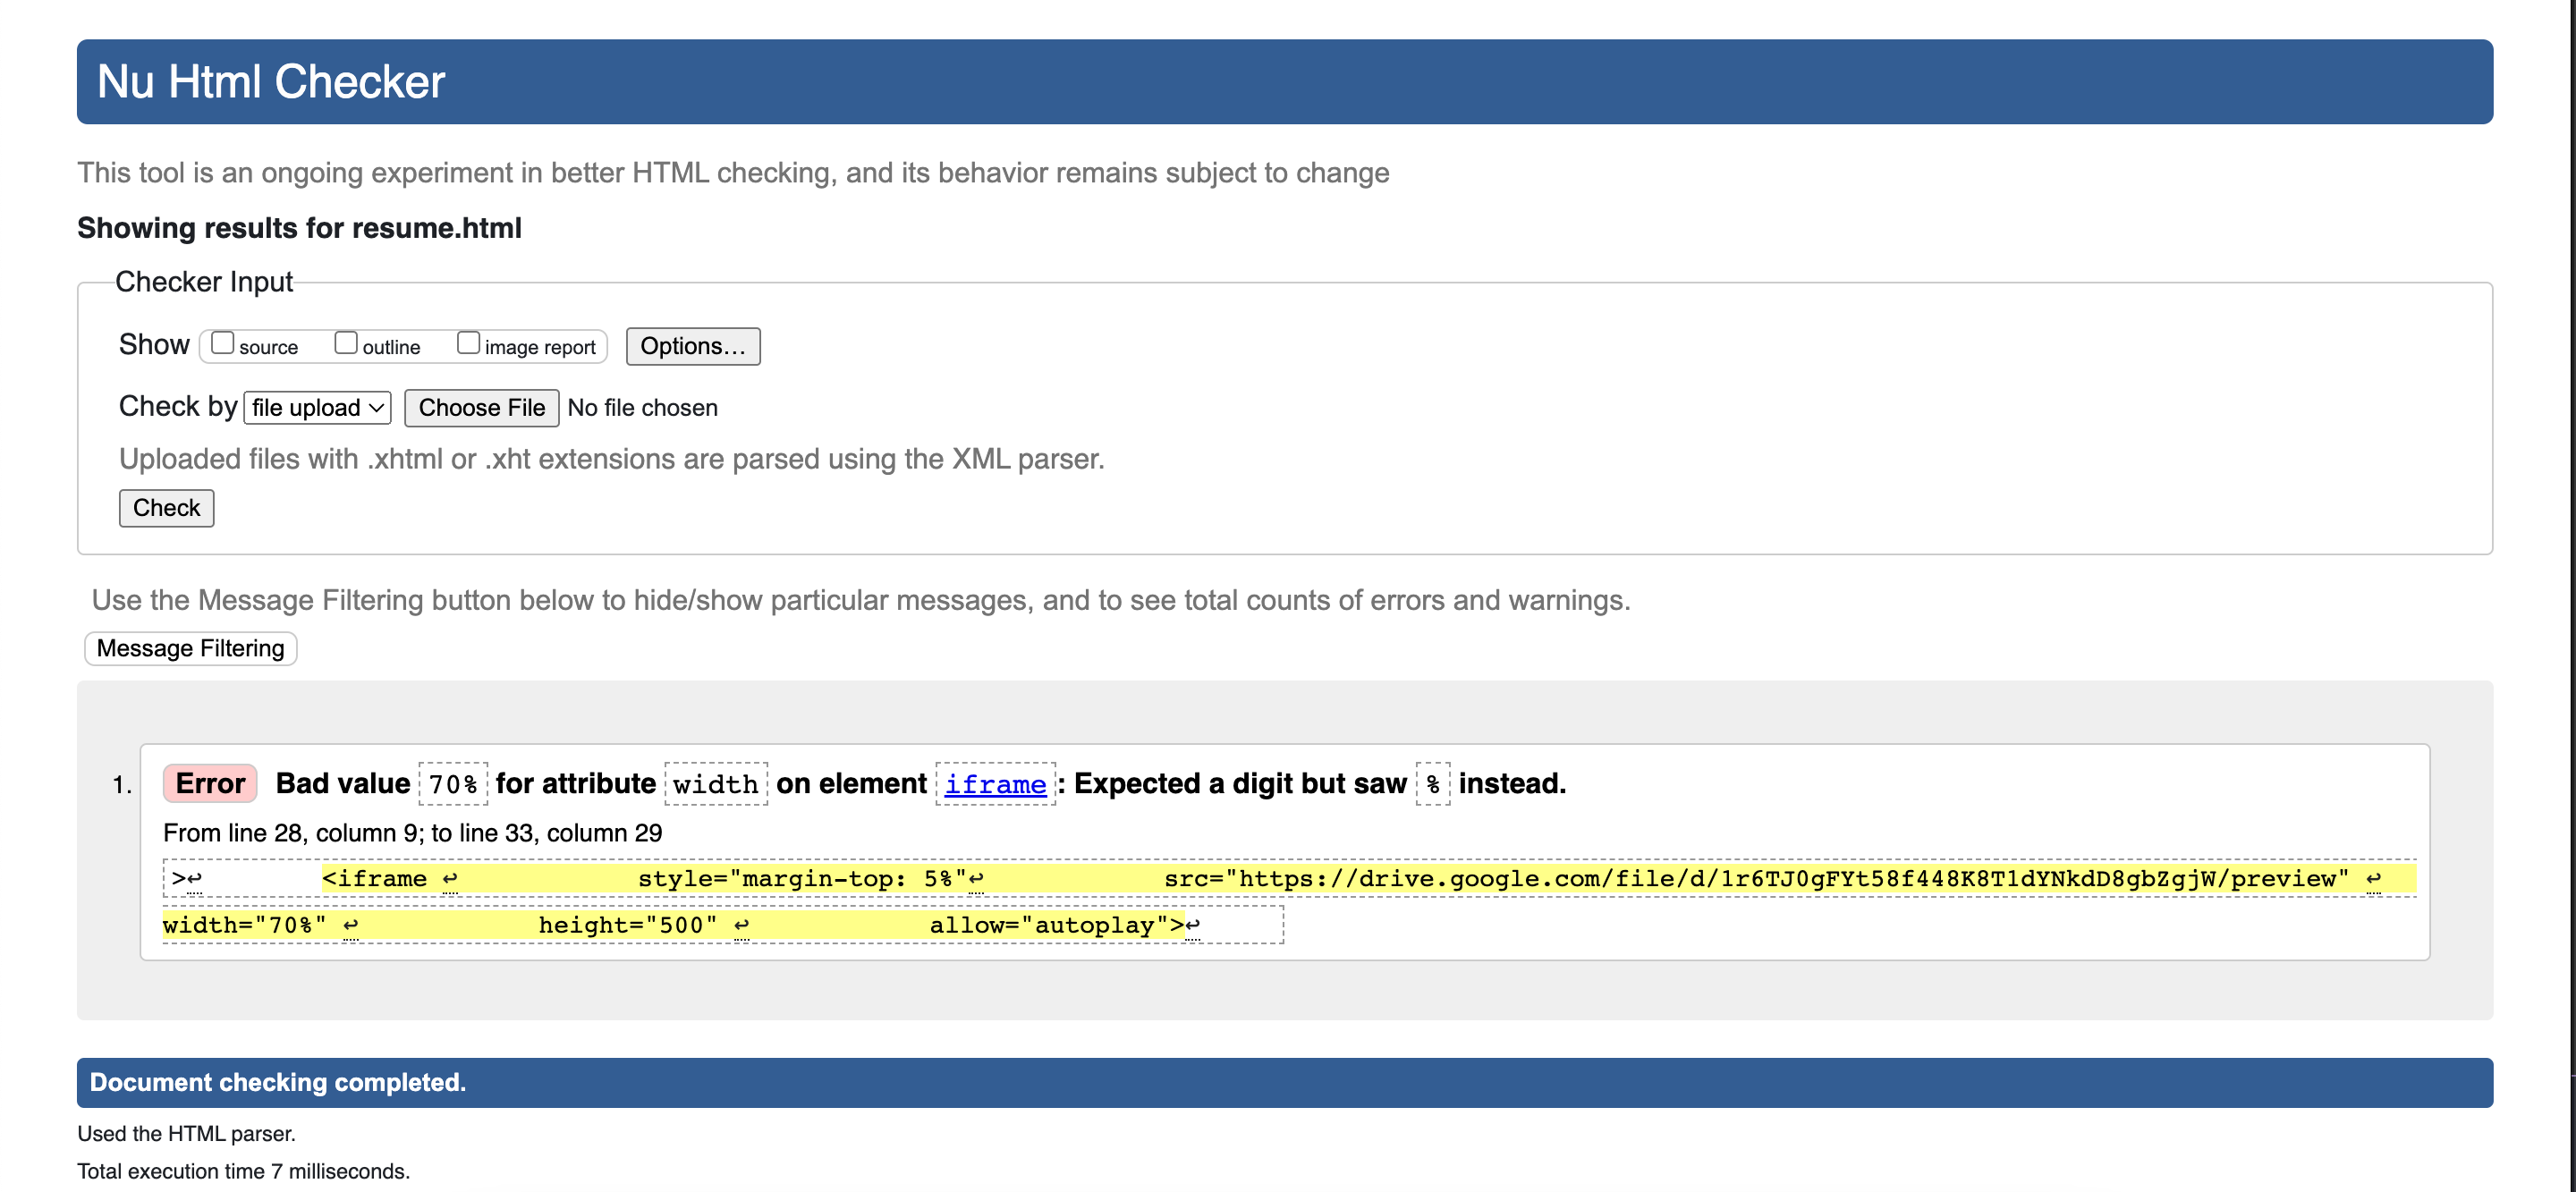 Nu Html Checker
This tool is an ongoing experiment in better HTML checking, and its behavior remains subject to change
Showing results for resume.html
Checker Input
Show source outline image report Options...
Check by file upload Choose File No file chosen
Uploaded files with .xhtml or .xht extensions are parsed using the XML parser.
Check
Use the Message Filtering button below to hide/show particular messages, and to see total counts of errors and warnings.
Message Filtering
1. Error Bad value 70% for attribute width on element iframe: Expected a digit but saw % instead.
From line 28, column 9; to line 33, column 29
>↩ <iframe ↩ style="margin-top: 5%"↩ src="https://drive.google.com/file/d/1r6TJ0gFYt58f448K8T1dYNkdD8gbZgjW/preview" ↩
width="70%" ↩ height="500" ↩ allow="autoplay">↩
Document checking completed.
Used the HTML parser.
Total execution time 7 milliseconds.